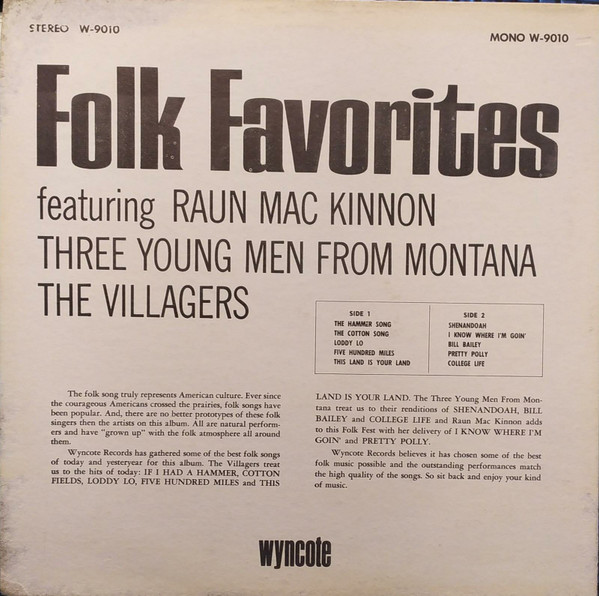 STEREO W-9010
MONO W-9010
Folk Favorites
featuring RAUN MAC KINNON
THREE YOUNG MEN FROM MONTANA
THE VILLAGERS
SIDE 1
THE HAMMER SONG
THE COTTON SONG
LODDY LO
FIVE HUNDRED MILES
THIS LAND IS YOUR LAND
SIDE 2
SHENANDOAH
I KNOW WHERE I'M GOIN'
BILL BAILEY
PRETTY POLLY
COLLEGE LIFE
The folk song truly represents American culture. Ever since
the courageous Americans crossed the prairies, folk songs have
been popular. And, there are no better prototypes of these folk
singers then the artists on this album. All are natural perform-
ers and have "grown up" with the folk atmosphere all around
them.
Wyncote Records has gathered some of the best folk songs
of today and yesteryear for this album. The Villagers treat
us to the hits of today: IF I HAD A HAMMER, COTTON
FIELDS, LODDY LO, FIVE HUNDRED MILES and THIS
LAND IS YOUR LAND. The Three Young Men From Mon-
tana treat us to their renditions of SHENANDOAH, BILL
BAILEY and COLLEGE LIFE and Raun Mac Kinnon adds
to this Folk Fest with her delivery of I KNOW WHERE I'M
GOIN' and PRETTY POLLY.
Wyncote Records believes it has chosen some of the best
folk music possible and the outstanding performances match
the high quality of the songs. So sit back and enjoy your kind
of music.
wyncote